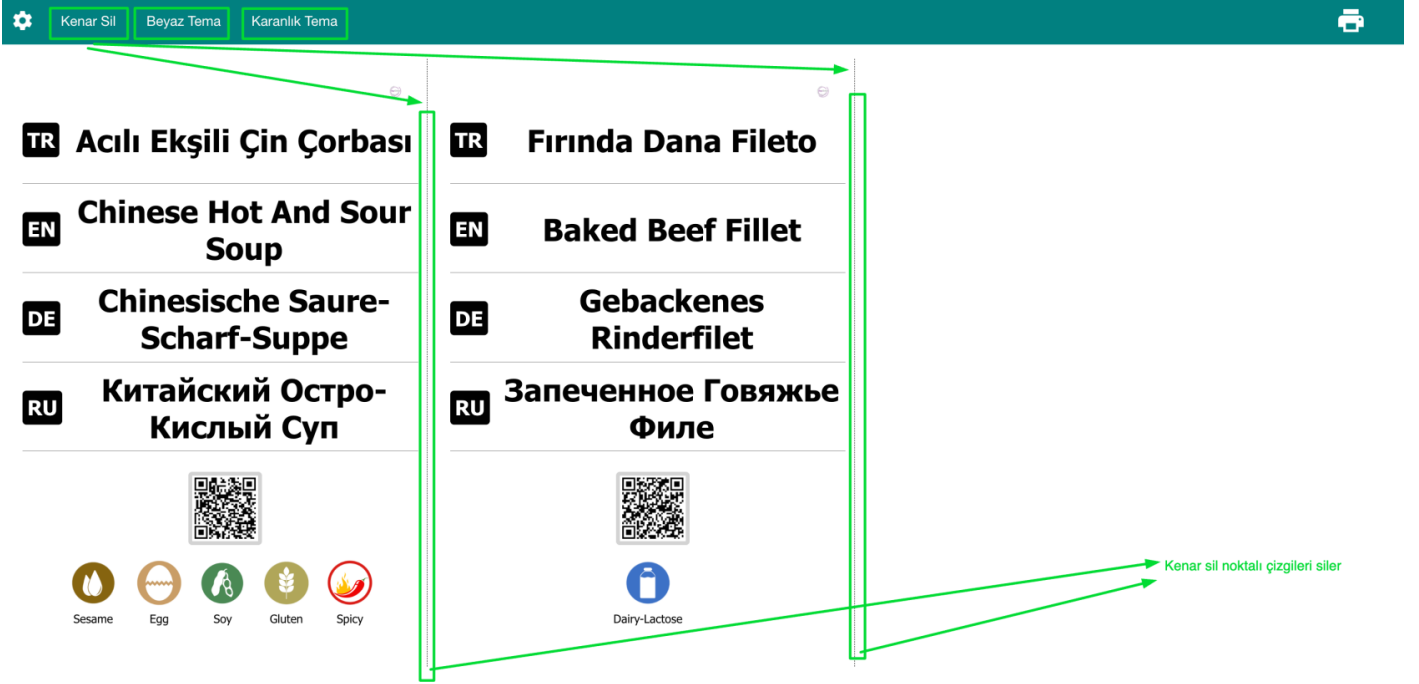 Kenar Sil
Beyaz Tema
Karanlık Tema
TR
Acılı Ekşili Çin Çorbası
EN
Chinese Hot And Sour
Soup
DE
Chinesische Saure-
Scharf-Suppe
RU
Китайский Остро-
Кислый Суп
Sesame
Egg
Soy
Gluten
Spicy
TR
Fırında Dana Fileto
EN
Baked Beef Fillet
DE
Gebackenes
Rinderfilet
RU
Запеченное Говяжье
Филе
Dairy-Lactose
Kenar sil noktalı çizgileri siler